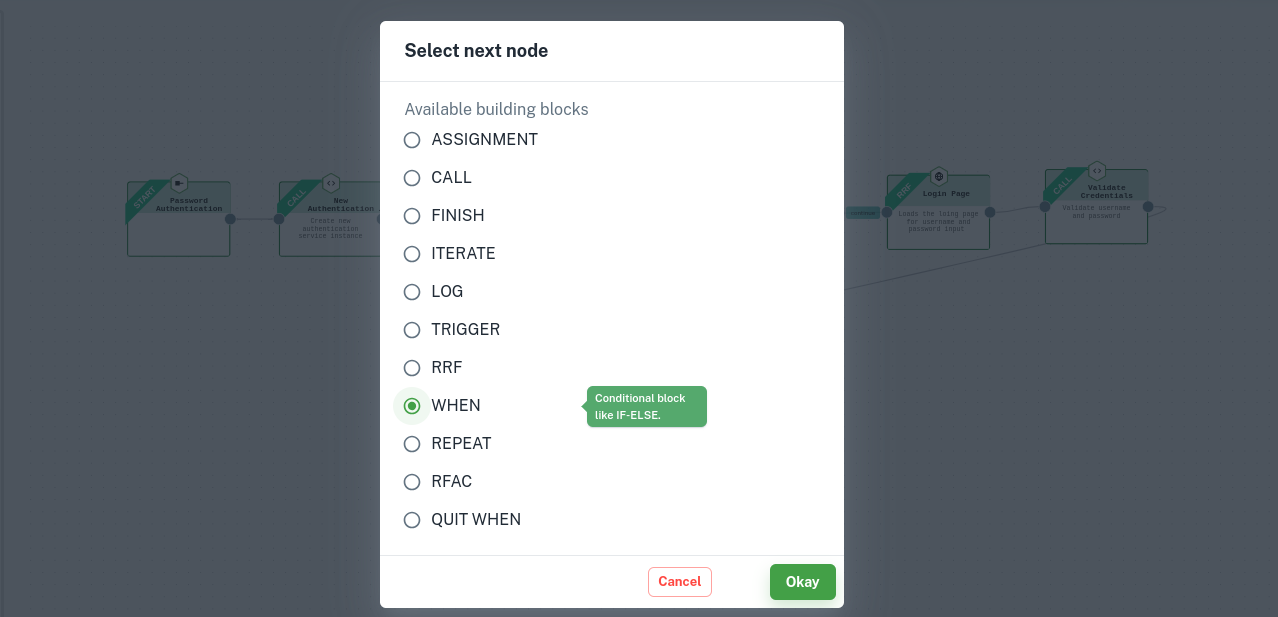 Select next node
Available building blocks
ASSIGNMENT
CALL
FINISH
ITERATE
LOG
TRIGGER
RRF
WHEN
Conditional block
like IF-ELSE.
REPEAT
RFAC
QUIT WHEN
Cancel
Okay
START
Password
Authentication
CALL
New
Authentication
Create new
authentication
service instance
RRF
Login Page
Loads the loing page
for username and
password input
CALL
Validate
Credentials
Validate username
and password